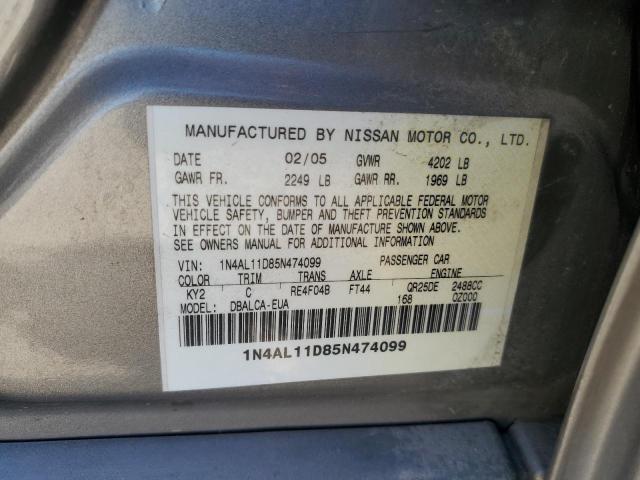 MANUFACTURED BY NISSAN MOTOR CO., LTD.
DATE 02/05 GVWR 4202 LB
GAWR FR. 2249 LB GAWR RR. 1969 LB
THIS VEHICLE CONFORMS TO ALL APPLICABLE FEDERAL MOTOR
VEHICLE SAFETY, BUMPER AND THEFT PREVENTION STANDARDS
IN EFFECT ON THE DATE OF MANUFACTURE SHOWN ABOVE.
SEE OWNERS MANUAL FOR ADDITIONAL INFORMATION
VIN: 1N4AL11D85N474099 PASSENGER CAR
COLOR TRIM TRANS AXLE ENGINE
KY2 C RE4F04B FT44 QR25DE 2488CC
MODEL: DBALCA-EUA 168 QZ000
1N4AL11D85N474099